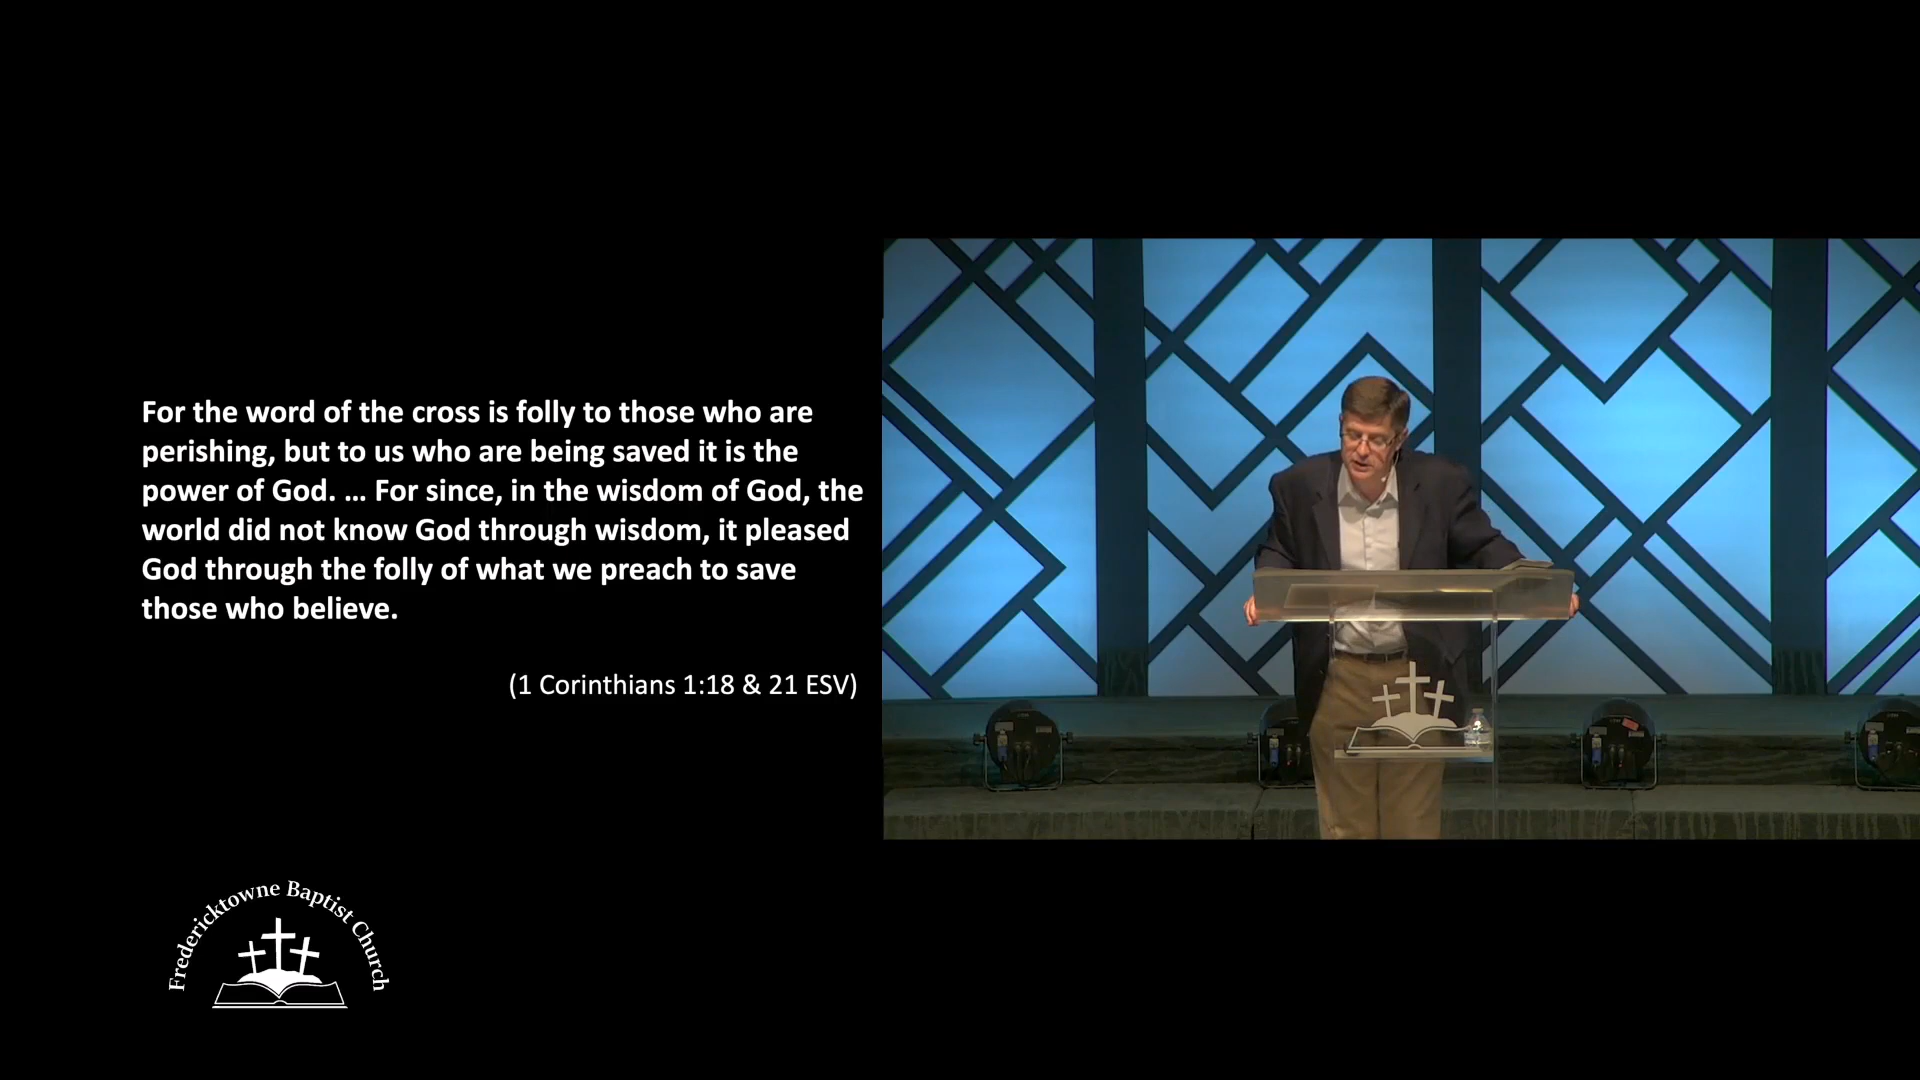 For the word of the cross is folly to those who are
perishing, but to us who are being saved it is the
power of God. ... For since, in the wisdom of God, the
world did not know God through wisdom, it pleased
God through the folly of what we preach to save
those who believe.
(1 Corinthians 1:18 & 21 ESV)
Fredericktowne Baptist Church